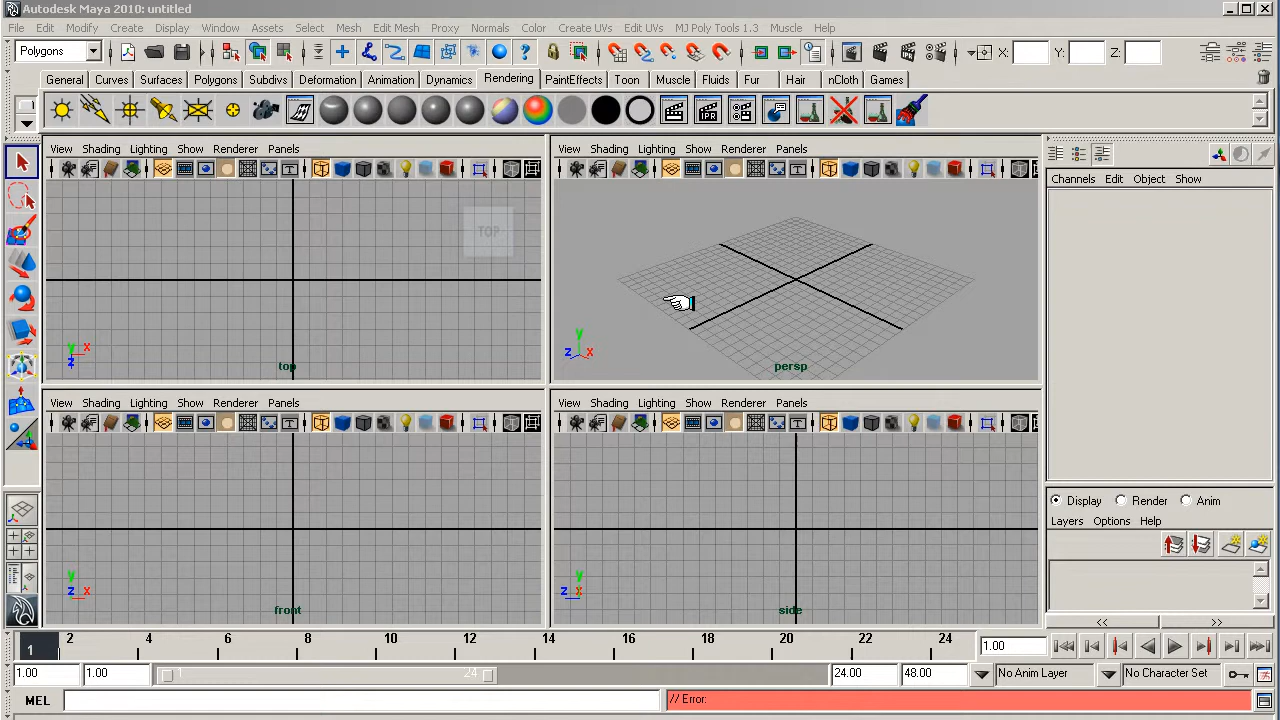 Autodesk Maya 2010: untitled
File Edit Modify Create Display Window Assets Select Mesh Edit Mesh Proxy Normals Color Create UVs Edit UVs MJ Poly Tools 1.3 Muscle Help
Polygons X: Y: Z:
General Curves Surfaces Polygons Subdivs Deformation Animation Dynamics Rendering PaintEffects Toon Muscle Fluids Fur Hair nCloth Games
IPR
View Shading Lighting Show Renderer Panels
View Shading Lighting Show Renderer Panels
Channels Edit Object Show
TOP
y x
z
top
y
z x
persp
View Shading Lighting Show Renderer Panels
View Shading Lighting Show Renderer Panels
Display Render Anim
Layers Options Help
y
z x
front
y
z x
side
1 2 4 6 8 10 12 14 16 18 20 22 24 1.00
1.00 1.00 1 24 24.00 48.00 No Anim Layer No Character Set
MEL // Error: